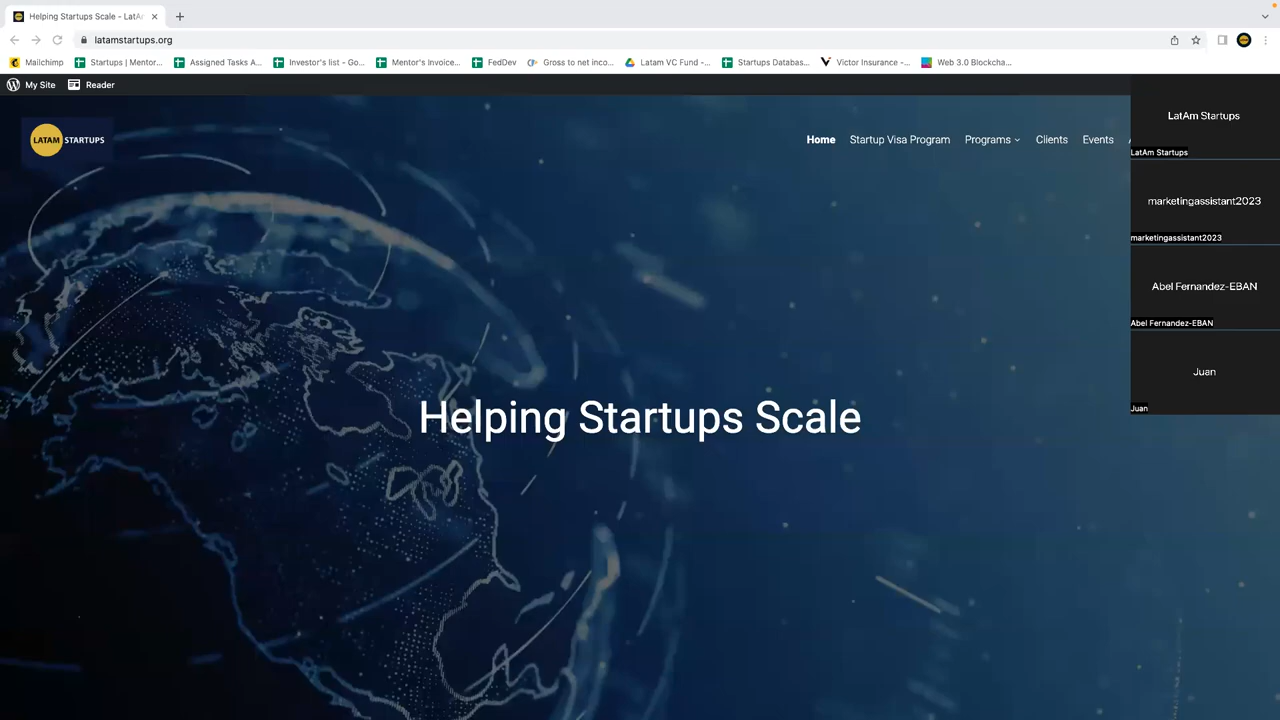 Helping Startups Scale - LatAr
latamstartups.org
Mailchimp
Startups | Mentor...
Assigned Tasks A...
Investor's list - Go...
Mentor's invoice...
FedDev
Gross to net inco...
Latam VC Fund -...
Startups Databas...
Victor Insurance -...
Web 3.0 Blockcha...
My Site
Reader
LATAM STARTUPS
Home
Startup Visa Program
Programs
Clients
Events
LatAm Startups
LatAm Startups
marketingassistant2023
marketingassistant2023
Abel Fernandez-EBAN
Abel Fernandez-EBAN
Juan
Juan
Helping Startups Scale